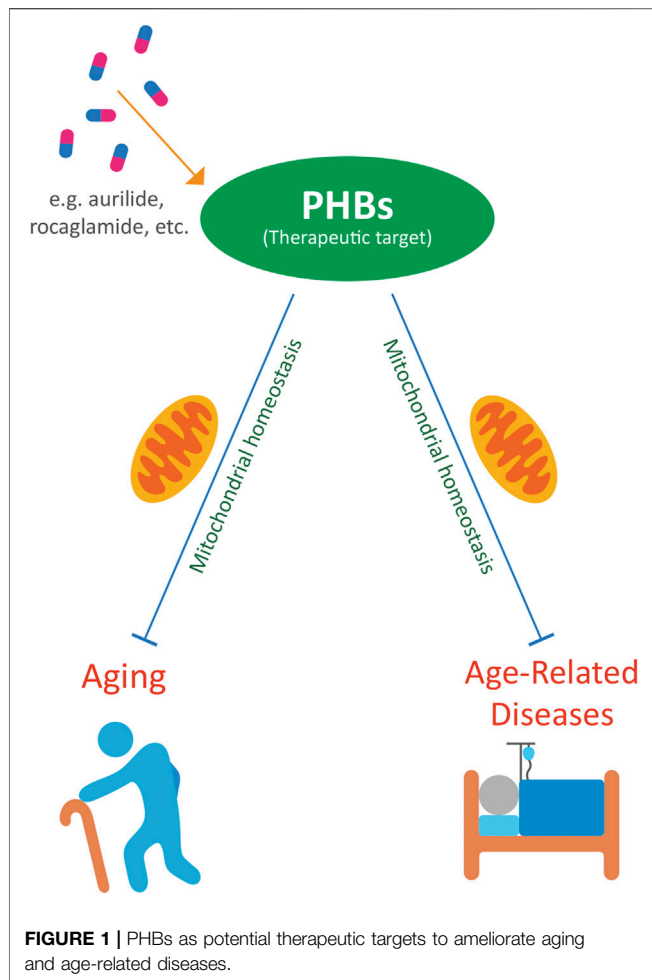 e.g. aurilide,
rocaglamide, etc.
PHBs
(Therapeutic target)
Mitochondrial homeostasis
Mitochondrial homeostasis
Aging
Age-Related
Diseases
FIGURE 1 | PHBs as potential therapeutic targets to ameliorate aging
and age-related diseases.